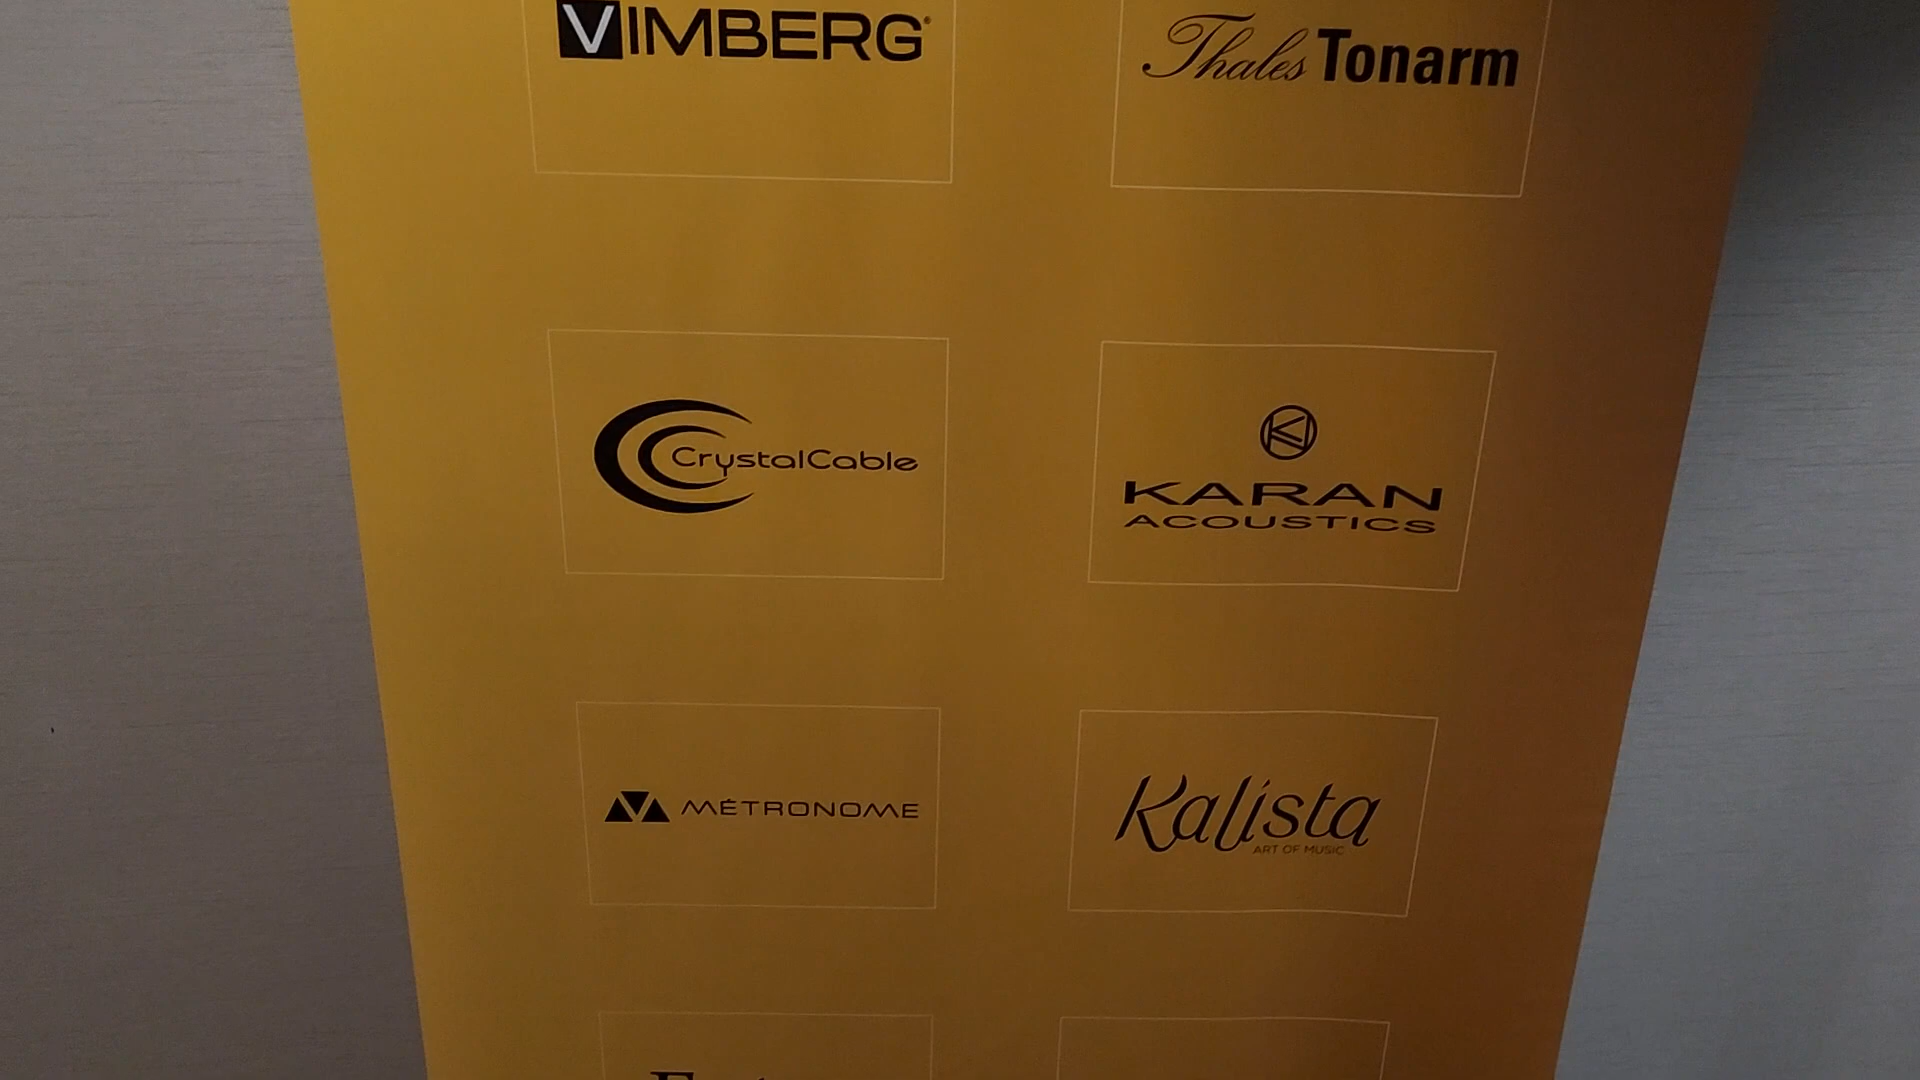 VIMBERG®
Thales Tonarm
CrystalCable
KARAN
ACOUSTICS
MÉTRONOME
Kalista
ART OF MUSIC